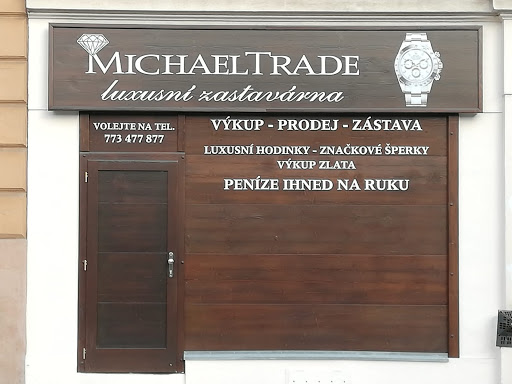 MICHAELTRADE
luxusní zastavárna
VOLEJTE NA TEL.
773 477 877
VÝKUP - PRODEJ - ZÁSTAVA
LUXUSNÍ HODINKY - ZNAČKOVÉ ŠPERKY
VÝKUP ZLATA
PENÍZE IHNED NA RUKU